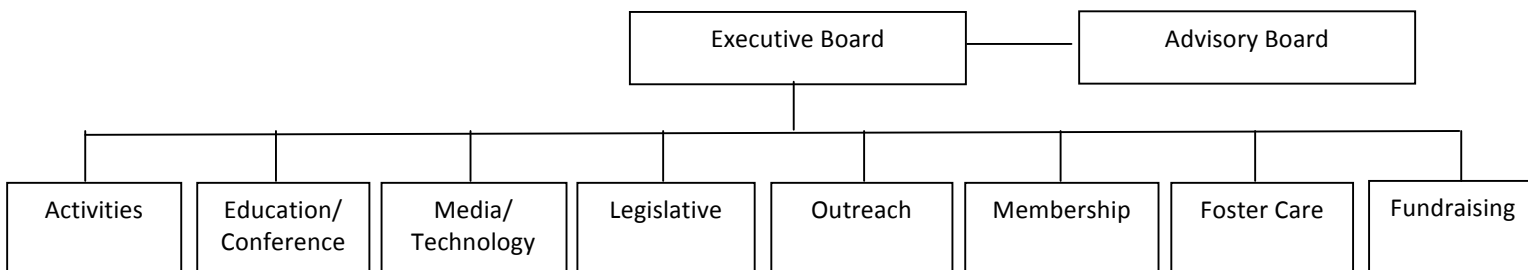 Executive Board
Advisory Board
Activities
Education/
Conference
Media/
Technology
Legislative
Outreach
Membership
Foster Care
Fundraising